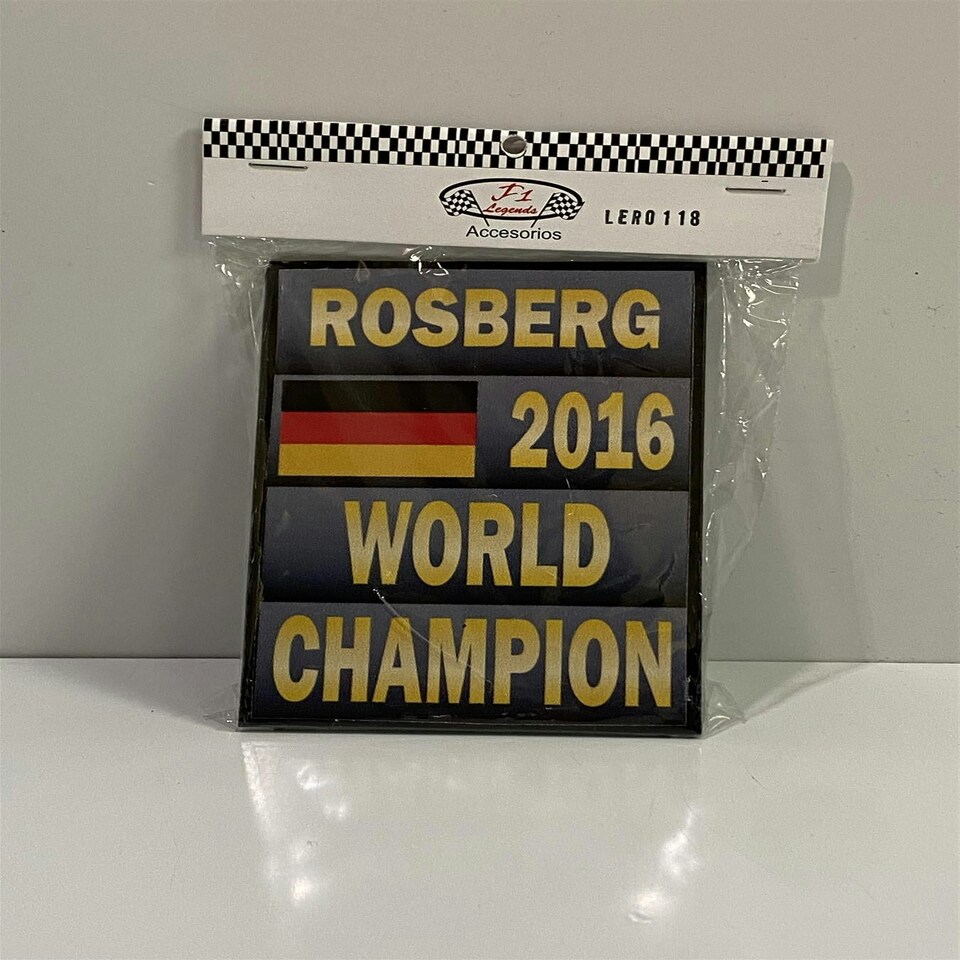 F1
Legends
Accesorios
LER0118
ROSBERG
2016
WORLD
CHAMPION